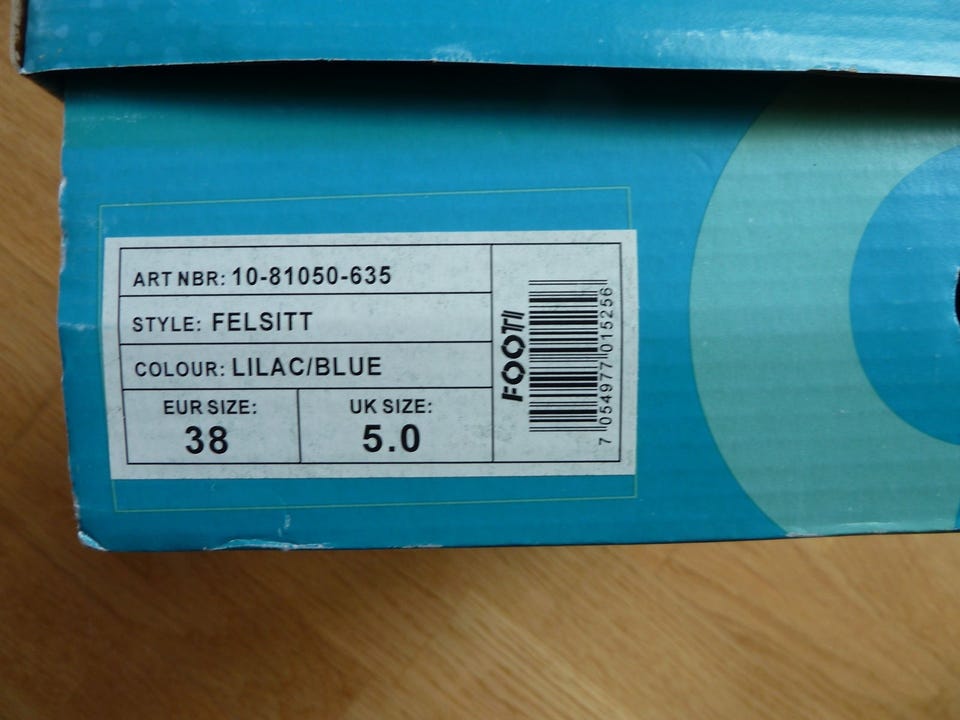 ART NBR: 10-81050-635
STYLE: FELSITT
COLOUR: LILAC/BLUE
EUR SIZE:
38
UK SIZE:
5.0
FOOTI
7 054977 015256